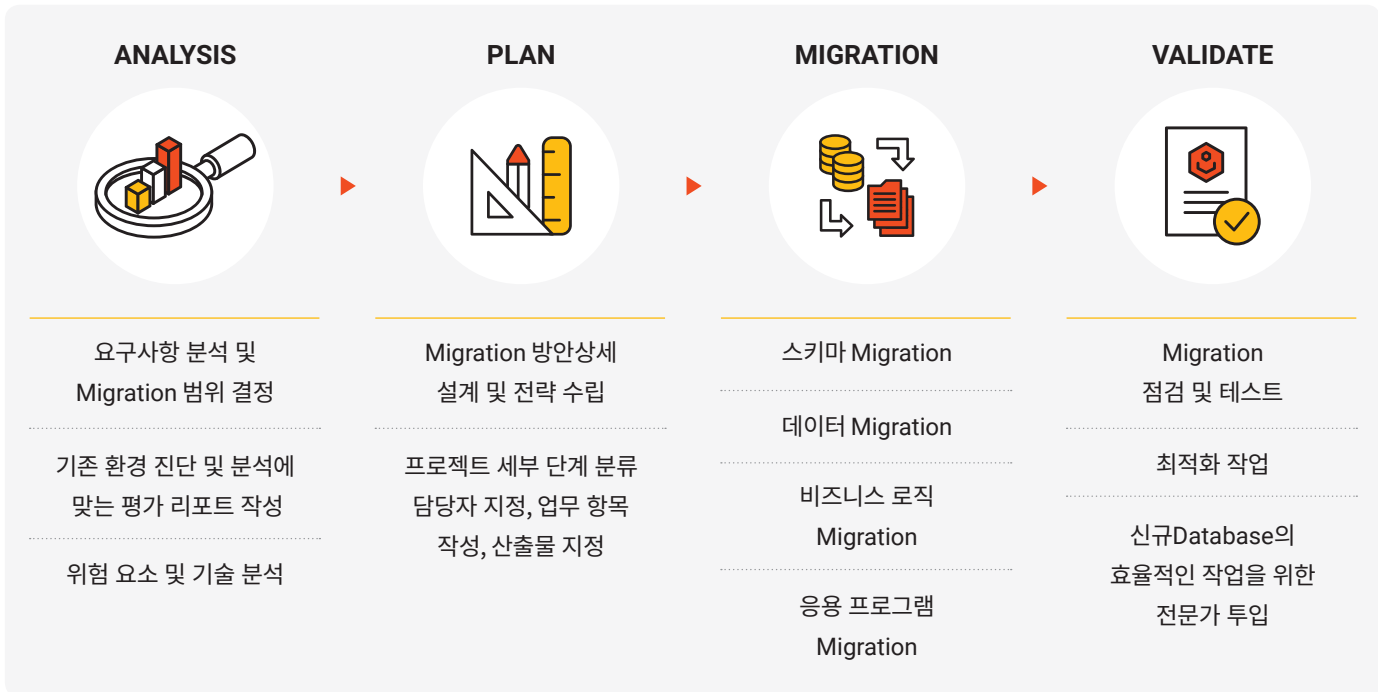 ANALYSIS
요구사항 분석 및
Migration 범위 결정
기존 환경 진단 및 분석에
맞는 평가 리포트 작성
위험 요소 및 기술 분석
PLAN
Migration 방안상세
설계 및 전략 수립
프로젝트 세부 단계 분류
담당자 지정, 업무 항목
작성, 산출물 지정
MIGRATION
스키마 Migration
데이터 Migration
비즈니스 로직
Migration
응용 프로그램
Migration
VALIDATE
Migration
점검 및 테스트
최적화 작업
신규Database의
효율적인 작업을 위한
전문가 투입